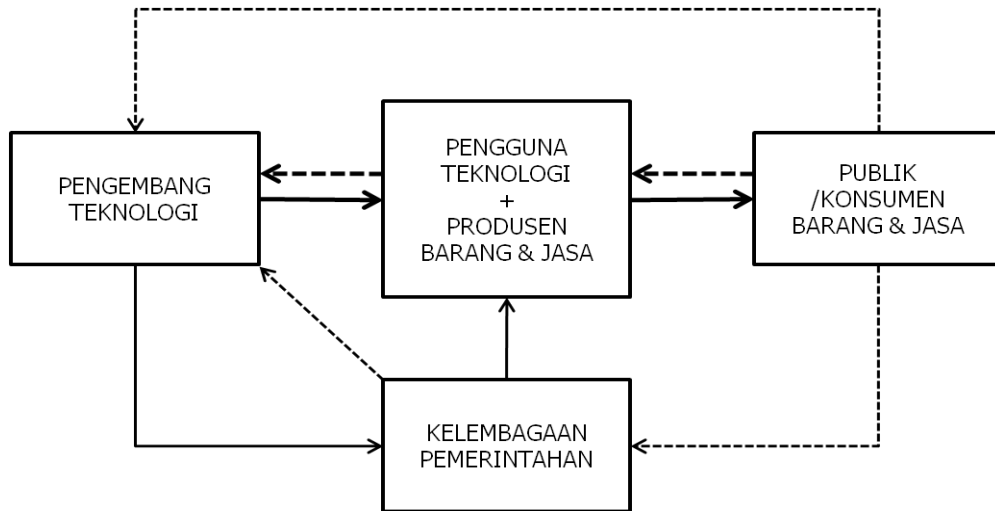 PENGEMBANG
TEKNOLOGI
PENGGUNA
TEKNOLOGI
+
PRODUSEN
BARANG & JASA
PUBLIK
/KONSUMEN
BARANG & JASA
KELEMBAGAAN
PEMERINTAHAN